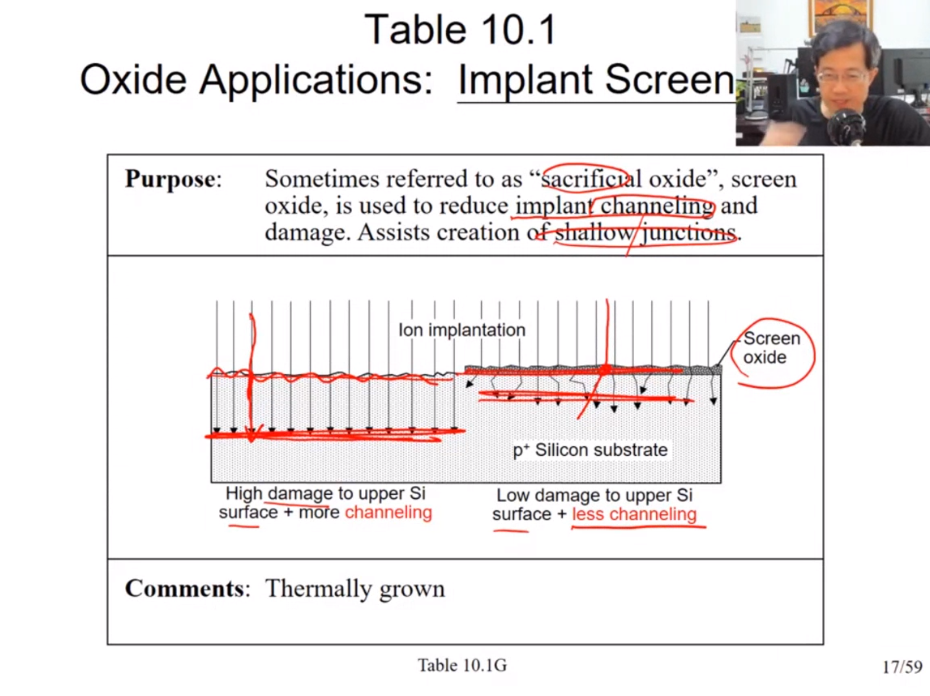 Table 10.1
Oxide Applications: Implant Screen
Purpose: Sometimes referred to as “sacrificial oxide”, screen
oxide, is used to reduce implant channeling and
damage. Assists creation of shallow junctions.
Ion implantation
Screen
oxide
p+ Silicon substrate
High damage to upper Si
surface + more channeling
Low damage to upper Si
surface + less channeling
Comments: Thermally grown
Table 10.1G
17/59